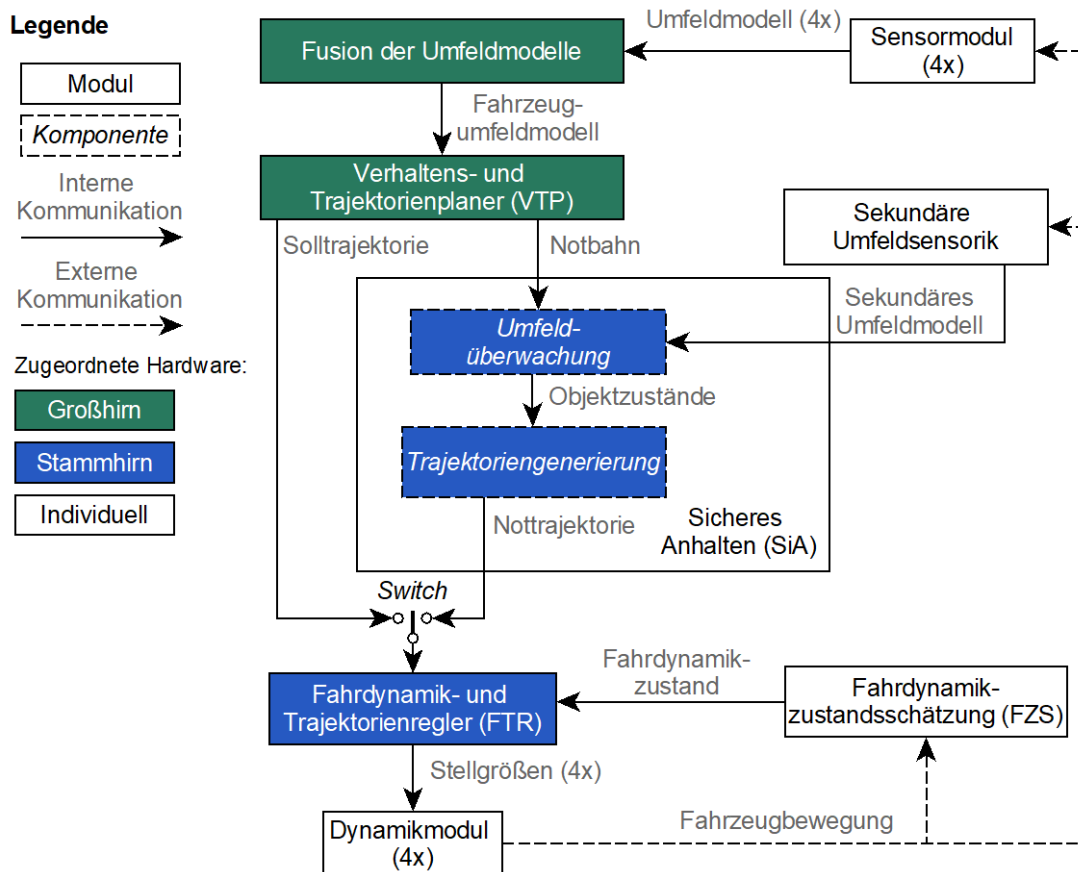 Legende
Modul
Komponente
Interne
Kommunikation
Externe
Kommunikation
Zugeordnete Hardware:
Großhirn
Stammhirn
Individuell
Fusion der Umfeldmodelle
Umfeldmodell (4x)
Sensormodul
(4x)
Fahrzeug-
umfeldmodell
Verhaltens- und
Trajektorienplaner (VTP)
Sekundäre
Umfeldsensorik
Solltrajektorie
Notbahn
Sekundäres
Umfeldmodell
Umfeld-
überwachung
Objektzustände
Trajektoriengenerierung
Nottrajektorie
Sicheres
Anhalten (SiA)
Switch
Fahrdynamik- und
Trajektorienregler (FTR)
Fahrdynamik-
zustand
Fahrdynamik-
zustandsschätzung (FZS)
Stellgrößen (4x)
Dynamikmodul
(4x)
Fahrzeugbewegung